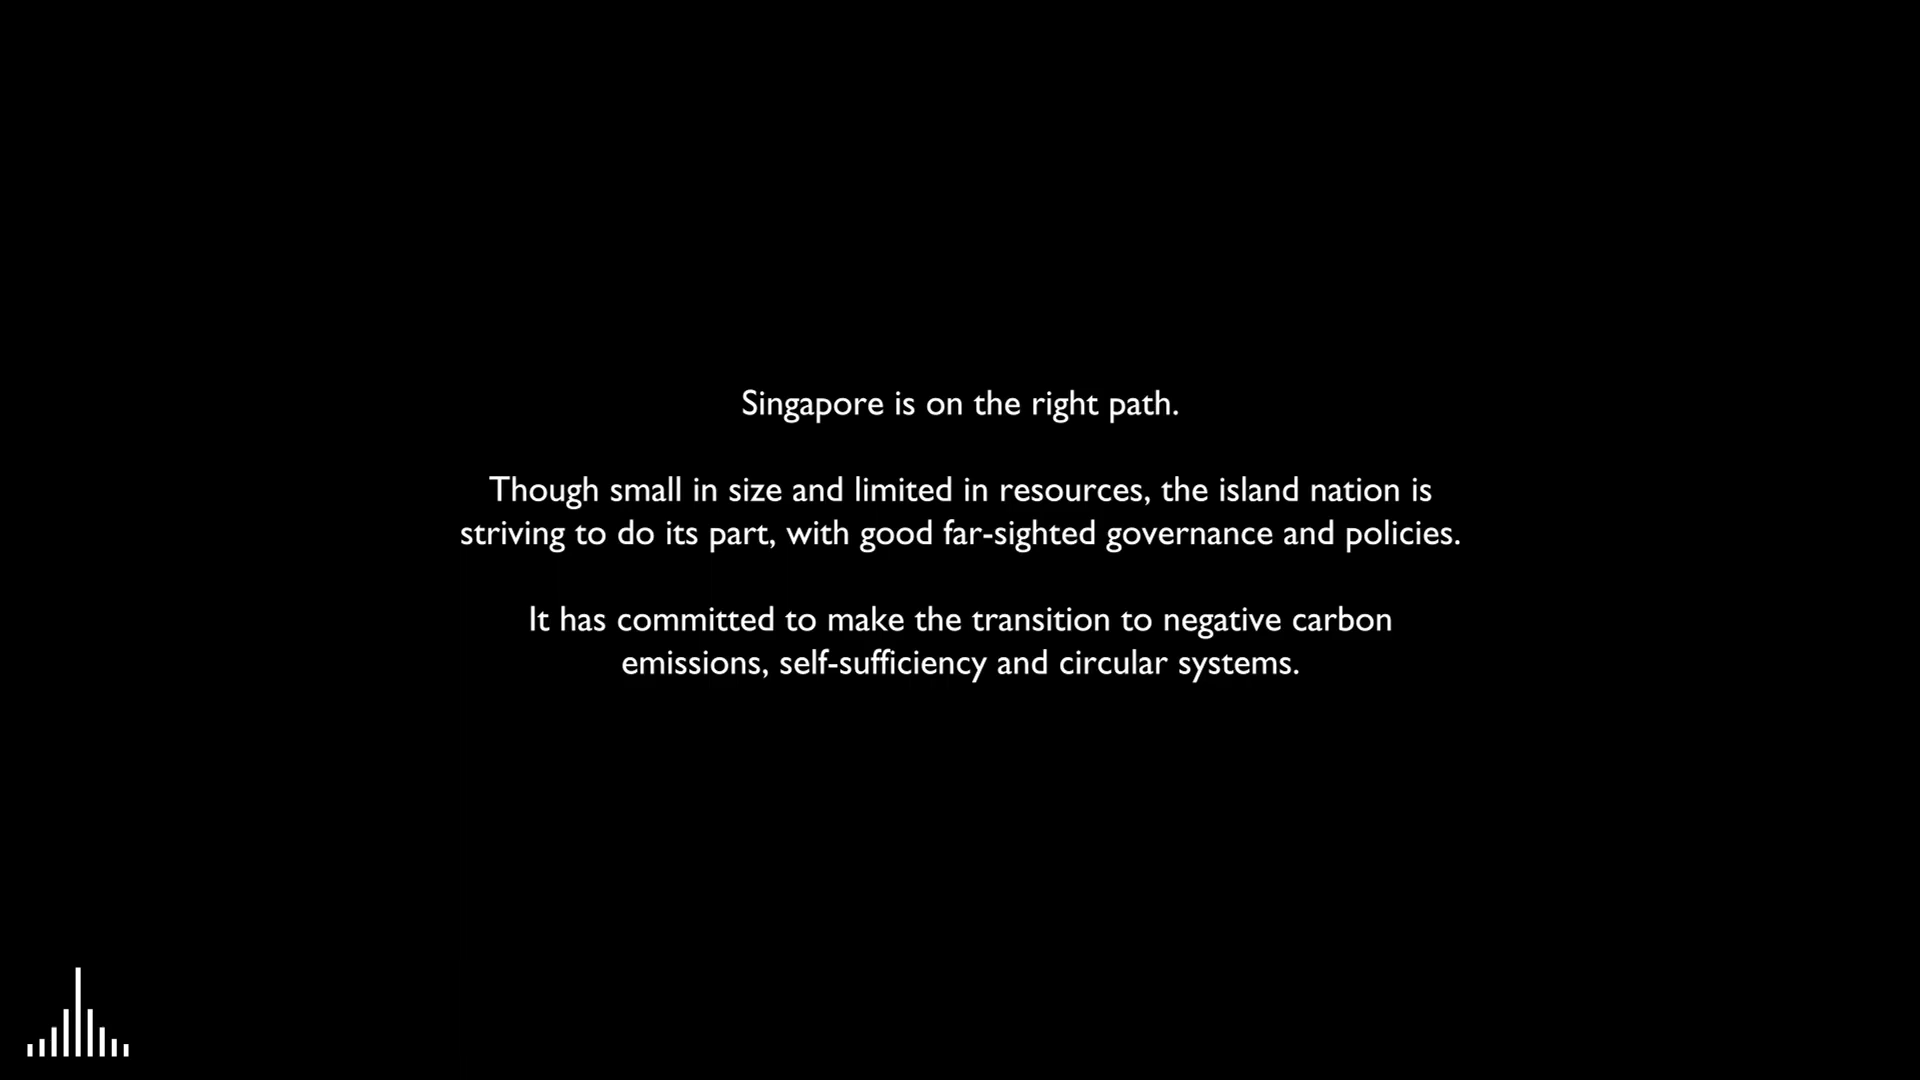 Singapore is on the right path.
Though small in size and limited in resources, the island nation is
striving to do its part, with good far-sighted governance and policies.
It has committed to make the transition to negative carbon
emissions, self-sufficiency and circular systems.